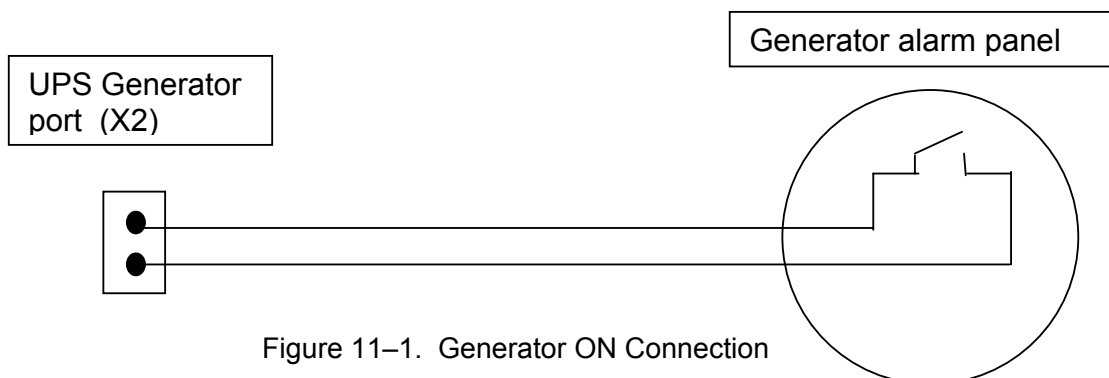 Generator alarm panel
UPS Generator
port (X2)
Figure 11–1. Generator ON Connection